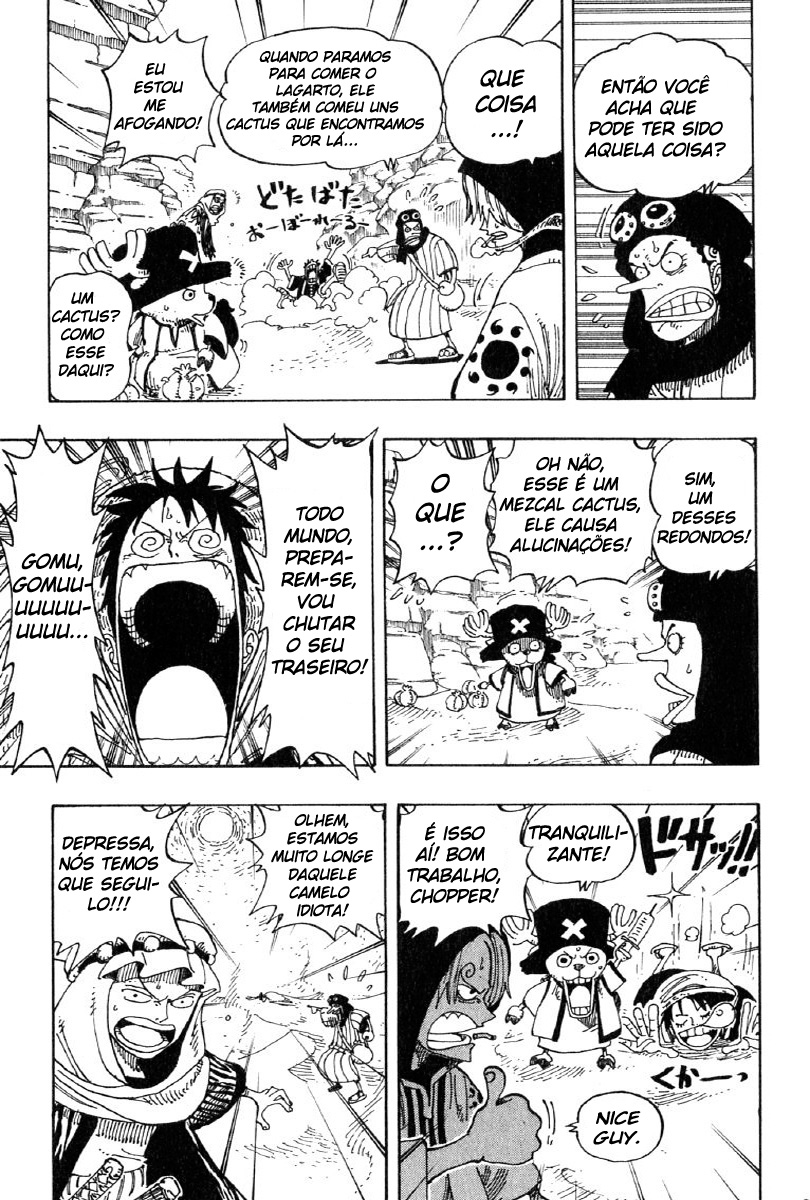 ENTÃO VOCÊ
ACHA QUE
PODE TER SIDO
AQUELA COISA?
QUE
COISA
...!
QUANDO PARAMOS
PARA COMER O
LAGARTO, ELE
TAMBÉM COMEU UNS
CACTUS QUE ENCONTRAMOS
POR LÁ...
EU
ESTOU
ME
AFOGANDO!
どたばた
おーばーれーるー
UM
CACTUS?
COMO
ESSE
DAQUI?
SIM,
UM
DESSES
REDONDOS!
OH NÃO,
ESSE É UM
MEZCAL CACTUS,
ELE CAUSA
ALUCINAÇÕES!
O
QUE
...?
TODO
MUNDO,
PREPA-
REM-SE,
VOU
CHUTAR
O SEU
TRASEIRO!
GOMU,
GOMUU-
UUUUUU-
UUUU...
ドサッ!!
TRANQUILI-
ZANTE!
É ISSO
AÍ! BOM
TRABALHO,
CHOPPER!
くかーーっ
NICE
GUY.
OLHEM,
ESTAMOS
MUITO LONGE
DAQUELE
CAMELO
IDIOTA!
DEPRESSA,
NÓS TEMOS
QUE SEGUI-
LO!!!